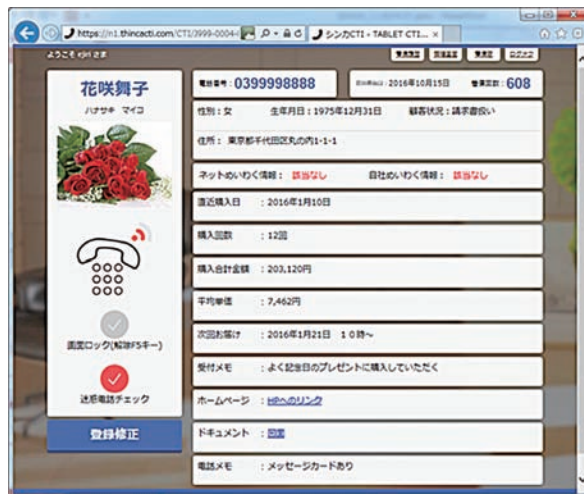 https://n1.thincacti.com/CTI/3999-0004-
シンカCTI - TABLET CTI...
ようこそ
花咲舞子
ハナサキ マイコ
画面ロック(解除F5キー)
迷惑電話チェック
登録修正
電話番号：0399998888
2016年10月15日
608
性別：女 生年月日：1975年12月31日 顧客状況：請求書扱い
住所： 東京都千代田区丸の内1-1-1
ネットめいわく情報： 該当なし 自社めいわく情報： 該当なし
直近購入日 ：2016年1月10日
購入回数 ：12回
購入合計金額 ：203,120円
平均単価 ：7,462円
次回お届け ：2016年1月21日 10時～
受付メモ ：よく記念日のプレゼントに購入していただく
ホームページ ：HPへのリンク
ドキュメント ：図面
電話メモ ：メッセージカードあり